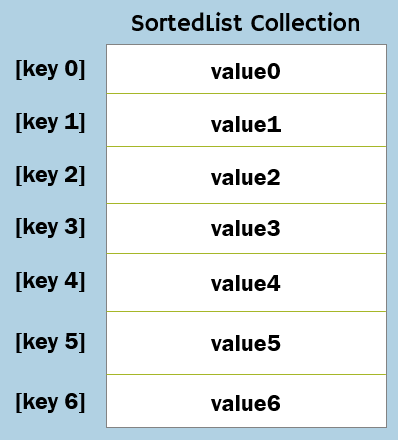 SortedList Collection
[key 0] value0
[key 1] value1
[key 2] value2
[key 3] value3
[key 4] value4
[key 5] value5
[key 6] value6